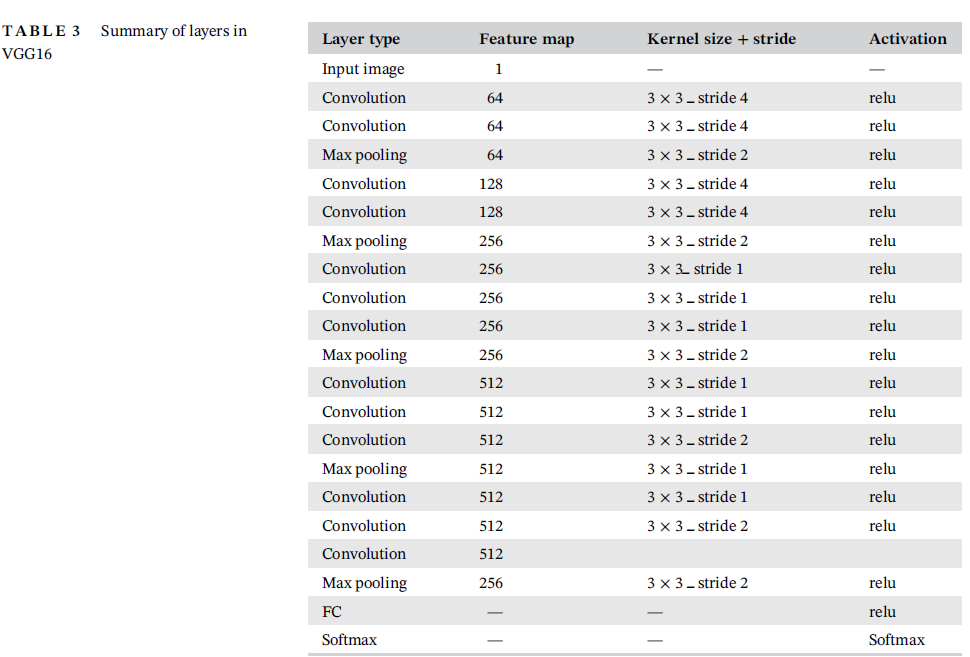 TABLE 3 Summary of layers in
VGG16
Layer type Feature map Kernel size + stride Activation
Input image 1 — —
Convolution 64 3 × 3 _ stride 4 relu
Convolution 64 3 × 3 _ stride 4 relu
Max pooling 64 3 × 3 _ stride 2 relu
Convolution 128 3 × 3 _ stride 4 relu
Convolution 128 3 × 3 _ stride 4 relu
Max pooling 256 3 × 3 _ stride 2 relu
Convolution 256 3 × 3_ stride 1 relu
Convolution 256 3 × 3 _ stride 1 relu
Convolution 256 3 × 3 _ stride 1 relu
Max pooling 256 3 × 3 _ stride 2 relu
Convolution 512 3 × 3 _ stride 1 relu
Convolution 512 3 × 3 _ stride 1 relu
Convolution 512 3 × 3 _ stride 2 relu
Max pooling 512 3 × 3 _ stride 1 relu
Convolution 512 3 × 3 _ stride 1 relu
Convolution 512 3 × 3 _ stride 2 relu
Convolution 512
Max pooling 256 3 × 3 _ stride 2 relu
FC — — relu
Softmax — — Softmax